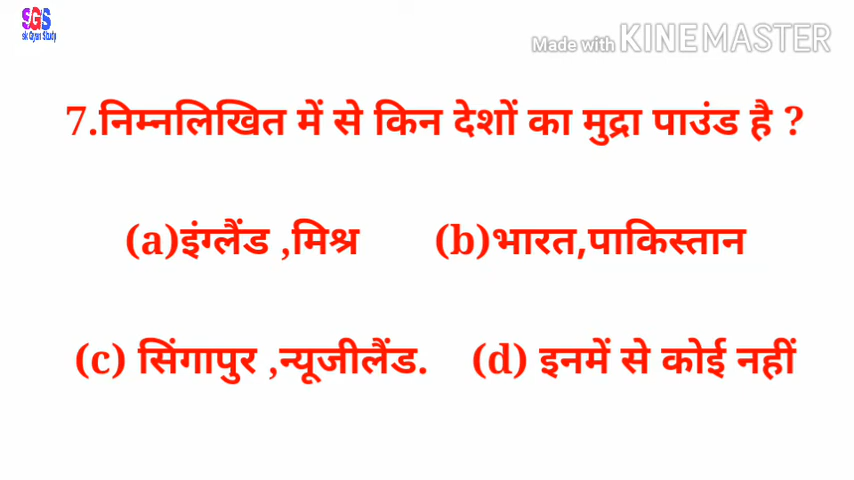 SGS
sk Gyan Study
Made with KINEMASTER
7.निम्नलिखित में से किन देशों का मुद्रा पाउंड है ?
(a)इंग्लैंड ,मिश्र (b)भारत,पाकिस्तान
(c) सिंगापुर ,न्यूजीलैंड. (d) इनमें से कोई नहीं